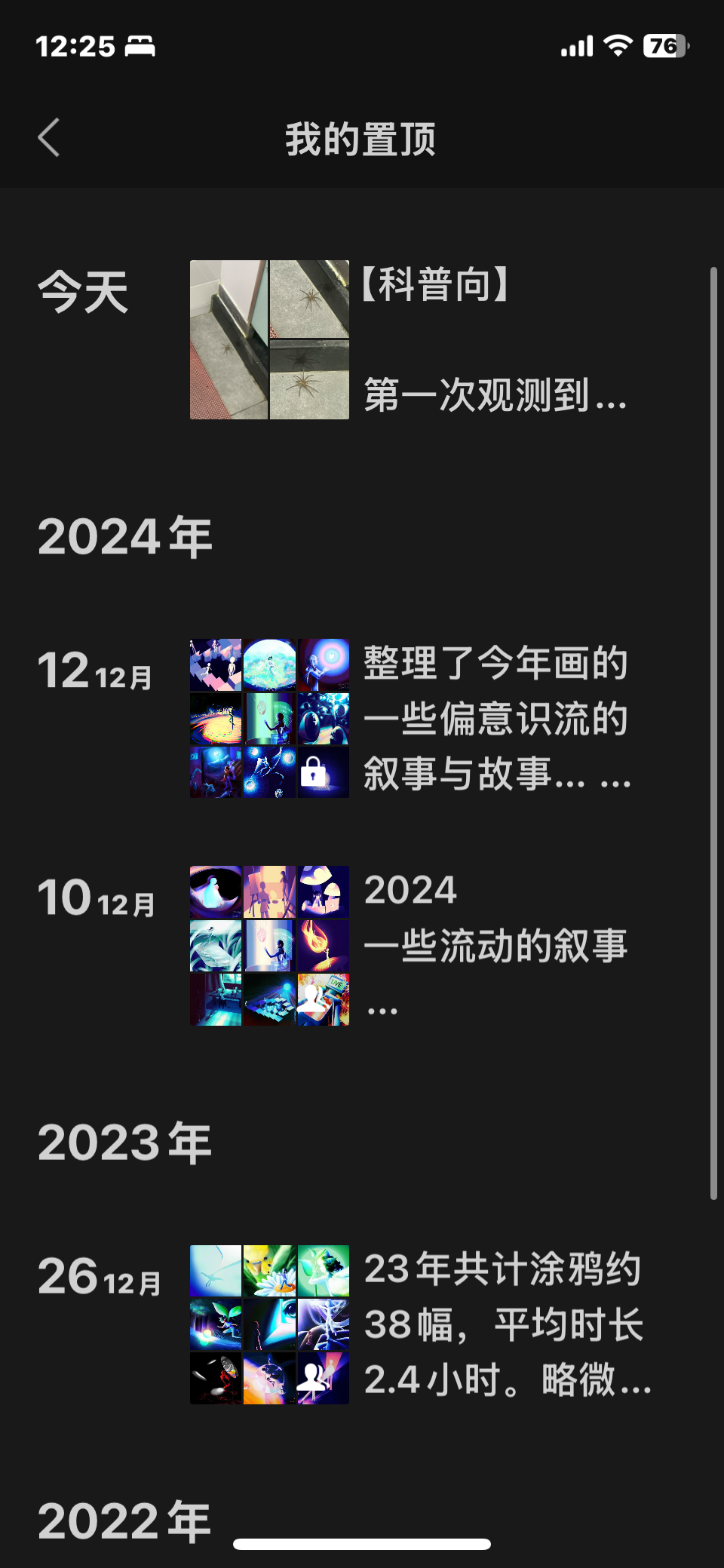 12:25
76
我的置顶
今天
【科普向】
第一次观测到...
2024年
12 12月
整理了今年画的
一些偏意识流的
叙事与故事... ...
10 12月
2024
一些流动的叙事
...
2023年
26 12月
23年共计涂鸦约
38幅，平均时长
2.4小时。略微...
2022年